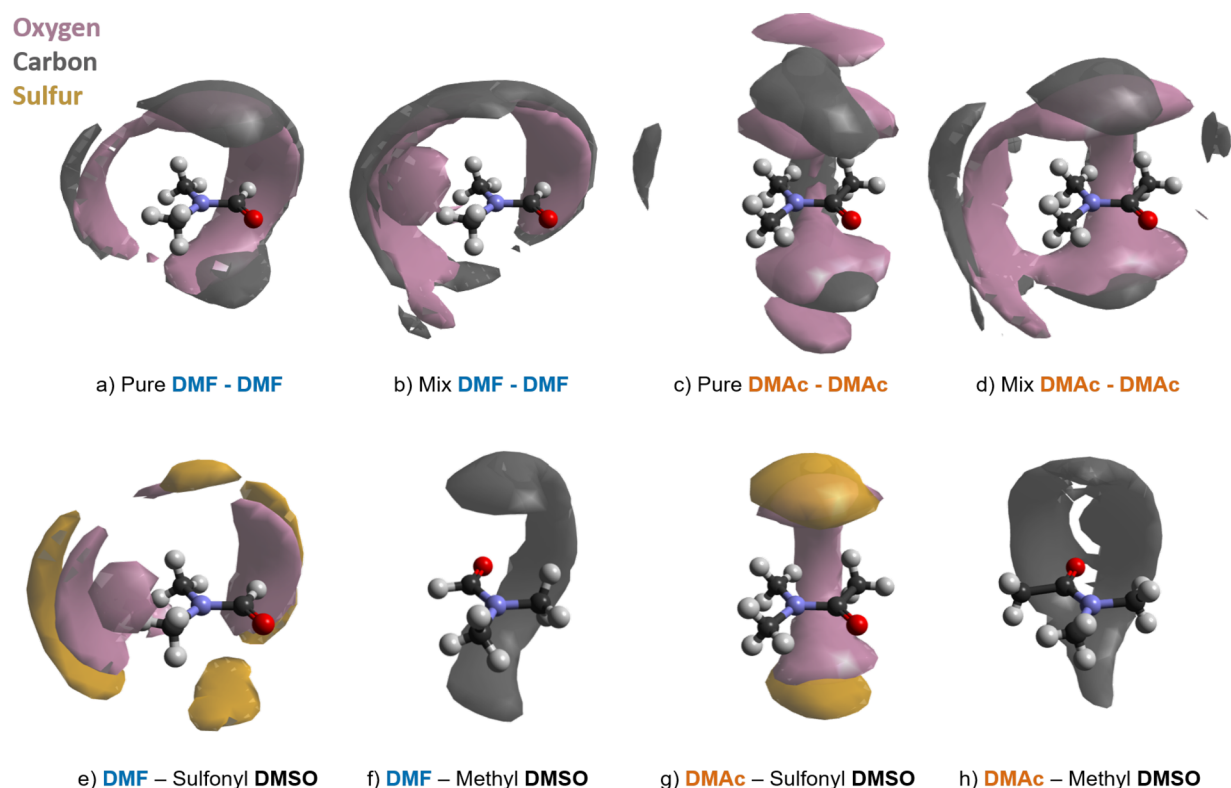 Oxygen
Carbon
Sulfur
a) Pure DMF - DMF
b) Mix DMF - DMF
c) Pure DMAc - DMAc
d) Mix DMAc - DMAc
e) DMF – Sulfonyl DMSO
f) DMF – Methyl DMSO
g) DMAc – Sulfonyl DMSO
h) DMAc – Methyl DMSO